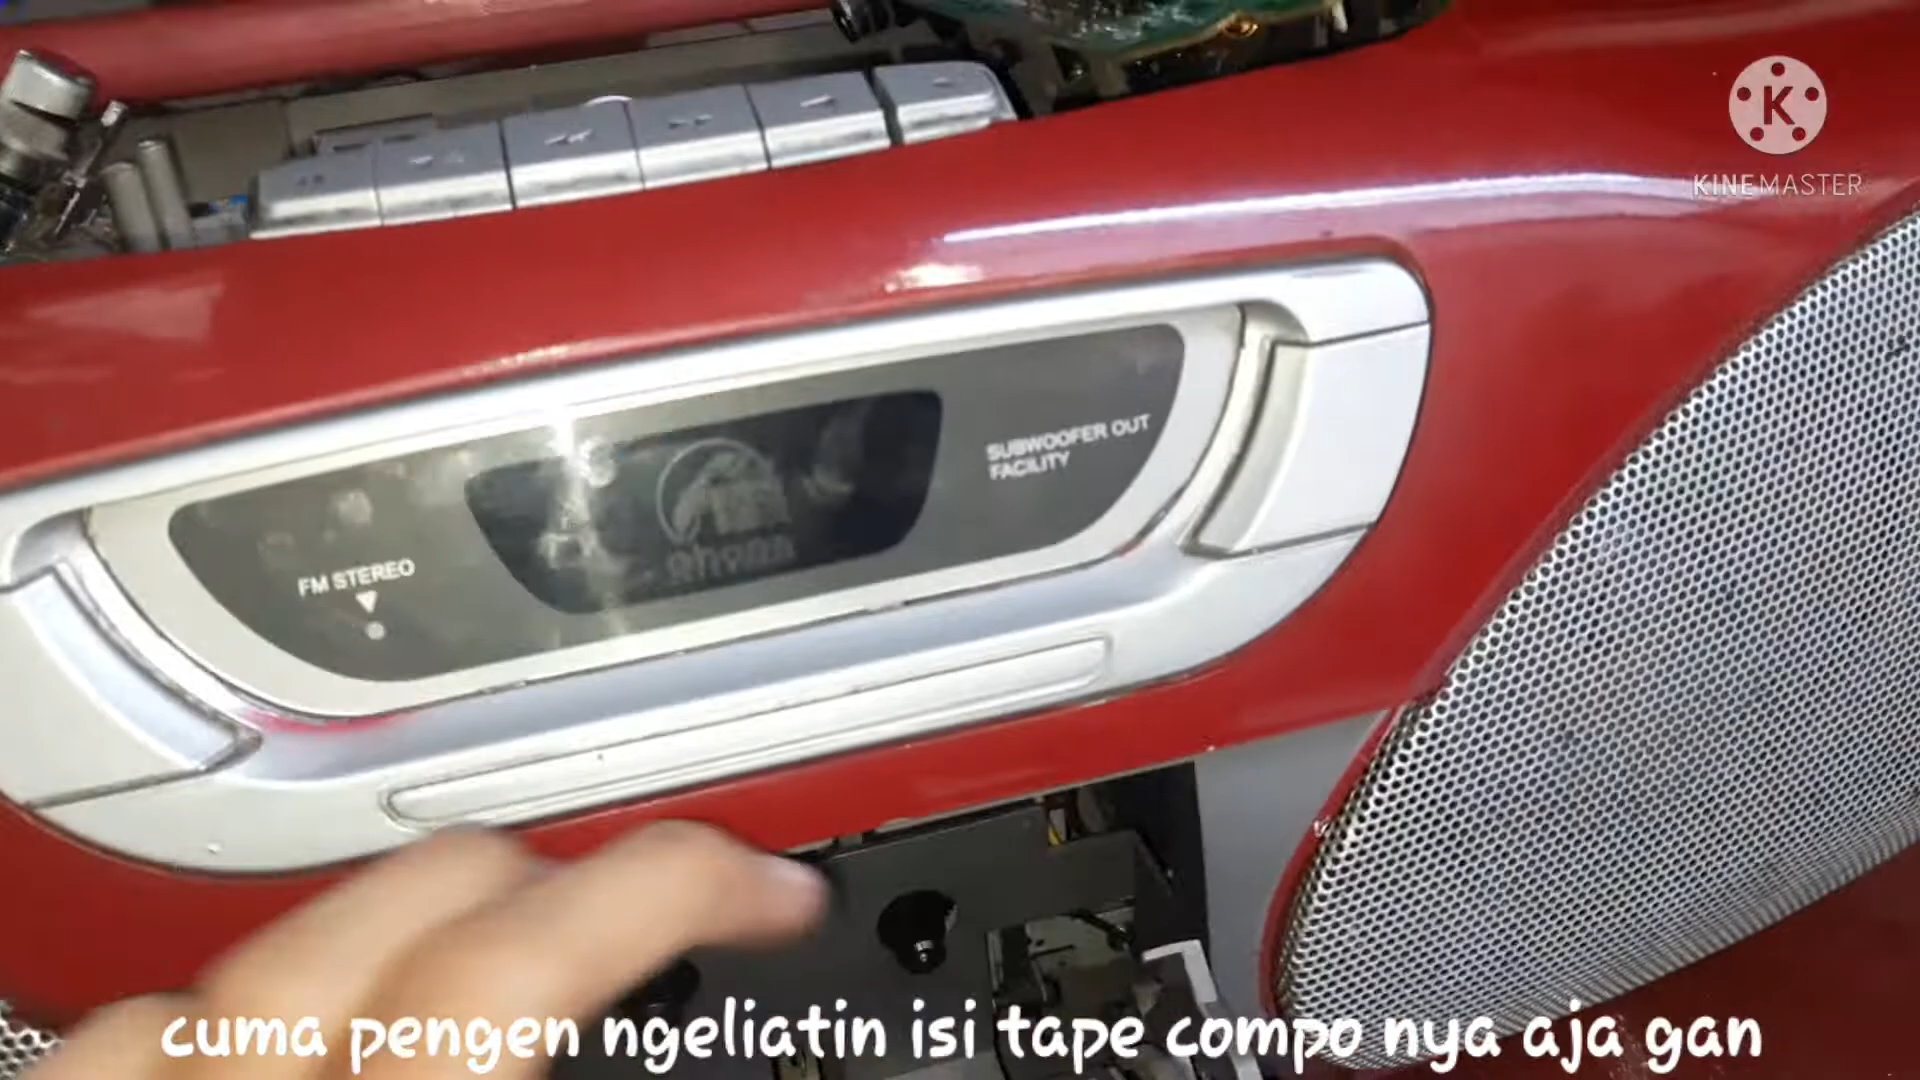 KINEMASTER
SUBWOOFER OUT
FACILITY
FM STEREO
cuma pengen ngeliatin isi tape compo nya aja gan